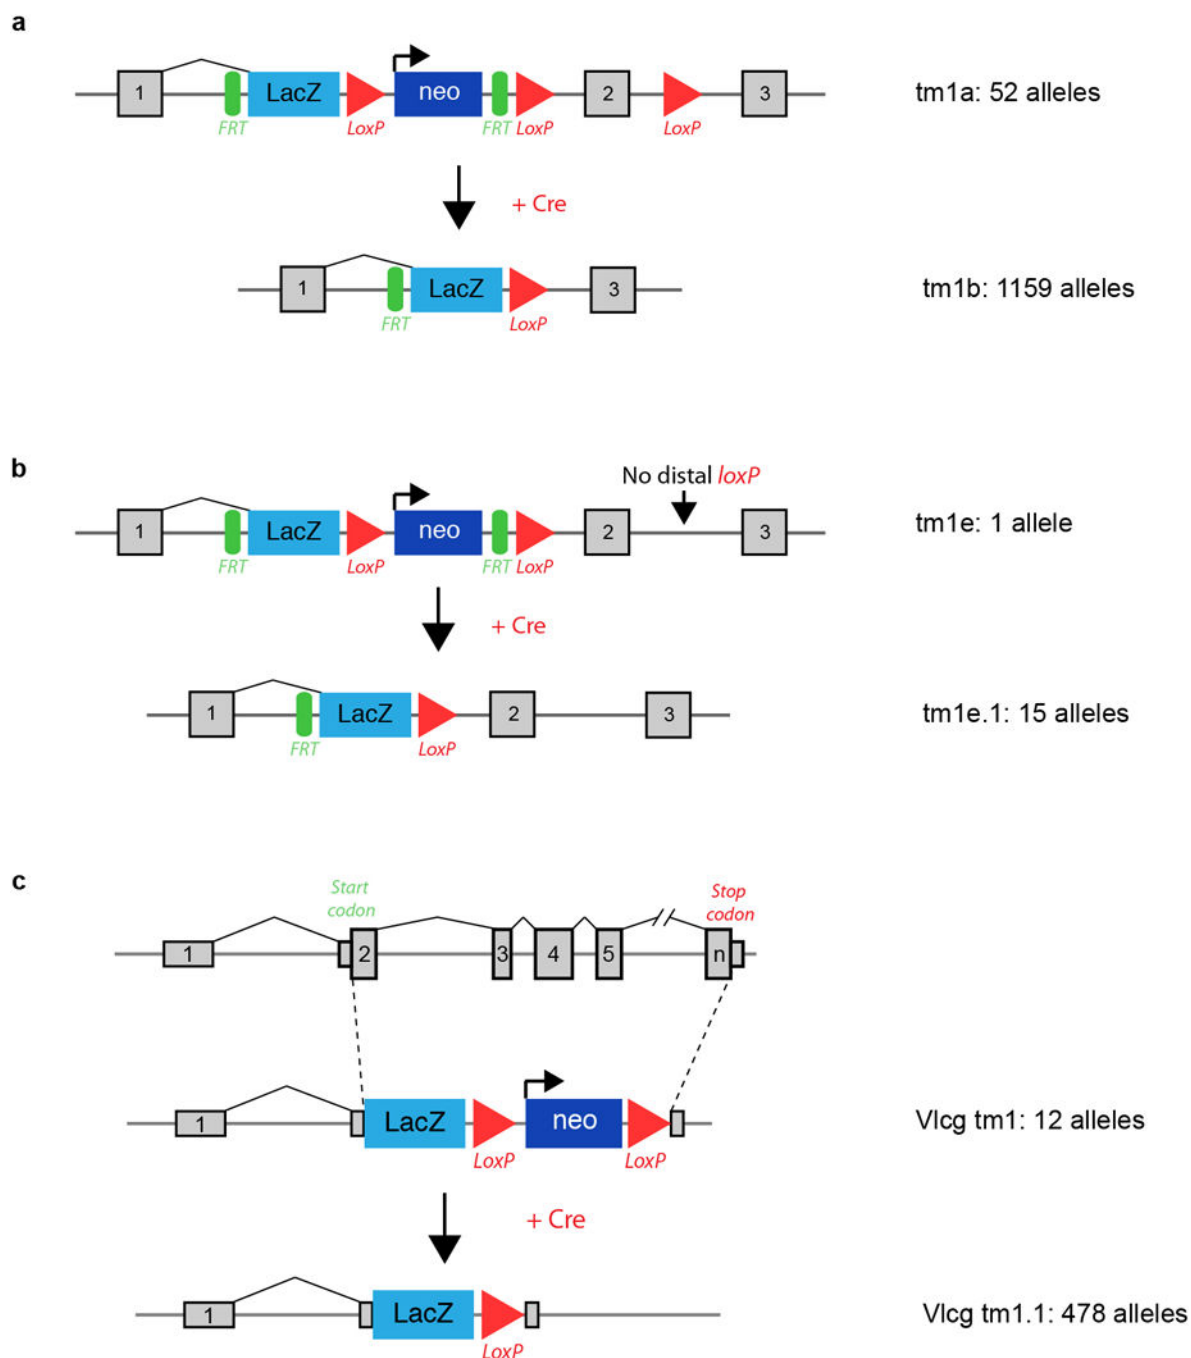 a
1 LacZ neo 2 3
FRT LoxP FRT LoxP LoxP
tm1a: 52 alleles
+ Cre
1 LacZ 3
FRT LoxP
tm1b: 1159 alleles
b
No distal loxP
1 LacZ neo 2 3
FRT LoxP FRT LoxP
tm1e: 1 allele
+ Cre
1 LacZ 2 3
FRT LoxP
tm1e.1: 15 alleles
c
Start
codon
Stop
codon
1 2 3 4 5 n
1 LacZ neo
LoxP LoxP
Vlcg tm1: 12 alleles
+ Cre
1 LacZ
LoxP
Vlcg tm1.1: 478 alleles